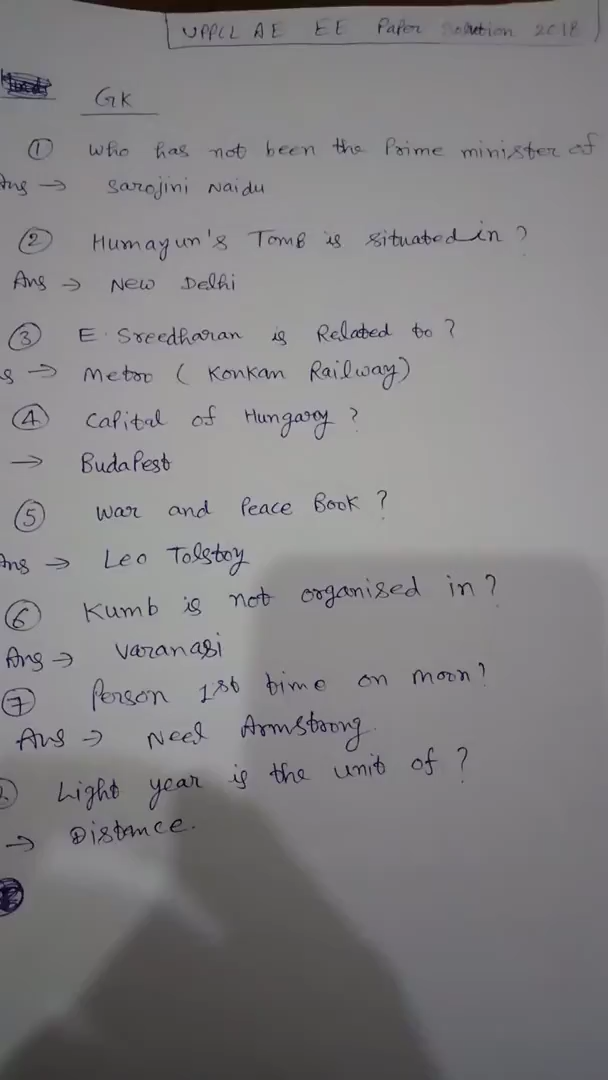 UPPCL AE EE Paper Solution 2018
GK
① Who has not been the Prime minister of
Ans → Sarojini Naidu
② Humayun's Tomb is situated in ?
Ans → New Delhi
③ E. Sreedharan is Related to ?
s → Metro ( Konkan Railway)
④ Capital of Hungary ?
→ Budapest
⑤ War and Peace Book ?
Ans → Leo Tolstoy
⑥ Kumb is not organised in ?
Ans → Varanasi
⑦ Person 1st time on moon ?
Ans → Neel Armstrong.
Light year is the unit of ?
→ Distance.